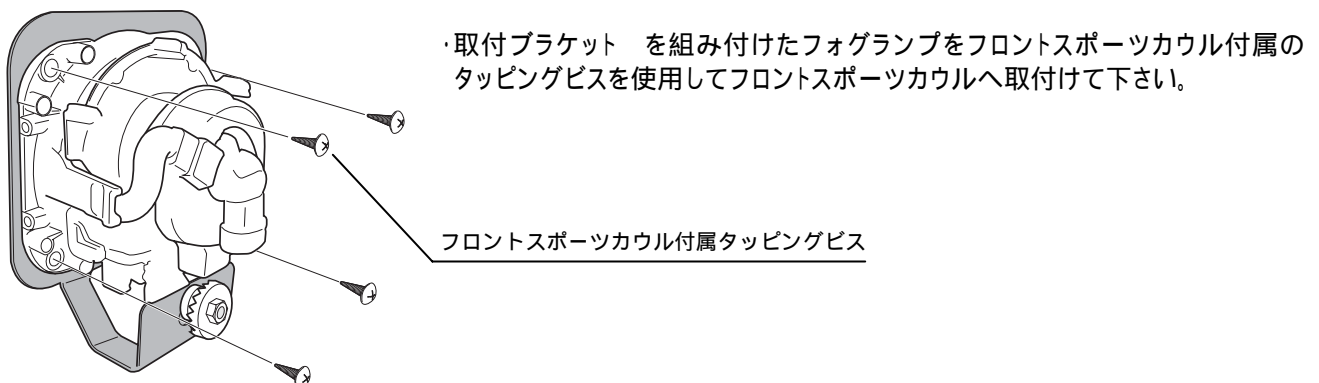 ・取付ブラケット　を組み付けたフォグランプをフロントスポーツカウル付属の
タッピングビスを使用してフロントスポーツカウルへ取付けて下さい。
フロントスポーツカウル付属タッピングビス